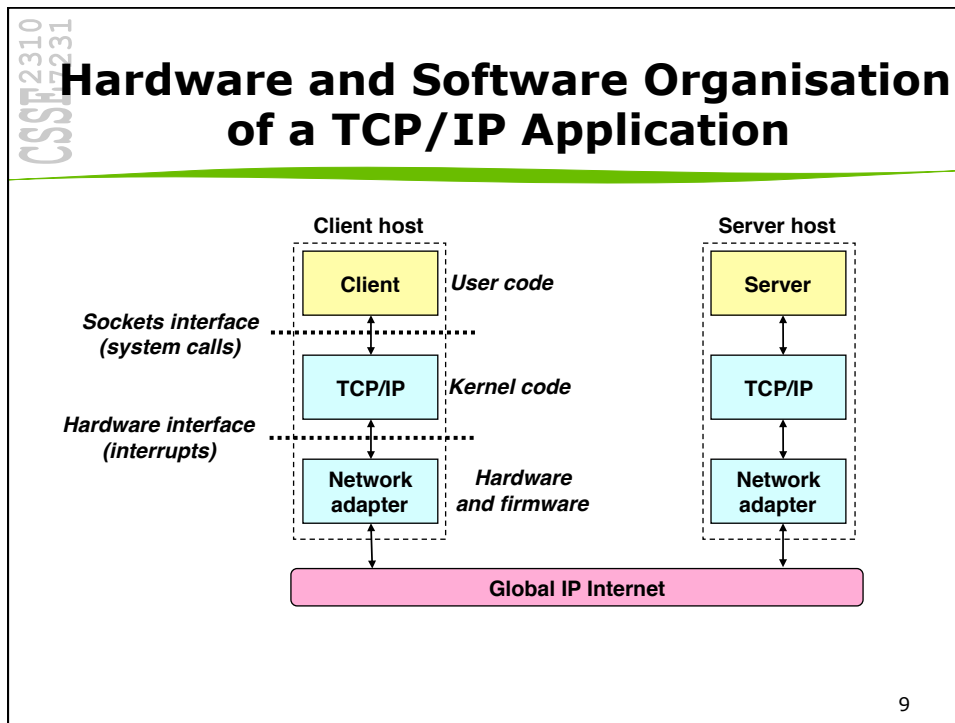 CSSE2310
CSSE7231
Hardware and Software Organisation
of a TCP/IP Application
Client host
Server host
Client
User code
Server
Sockets interface
(system calls)
TCP/IP
Kernel code
TCP/IP
Hardware interface
(interrupts)
Network
adapter
Hardware
and firmware
Network
adapter
Global IP Internet
9